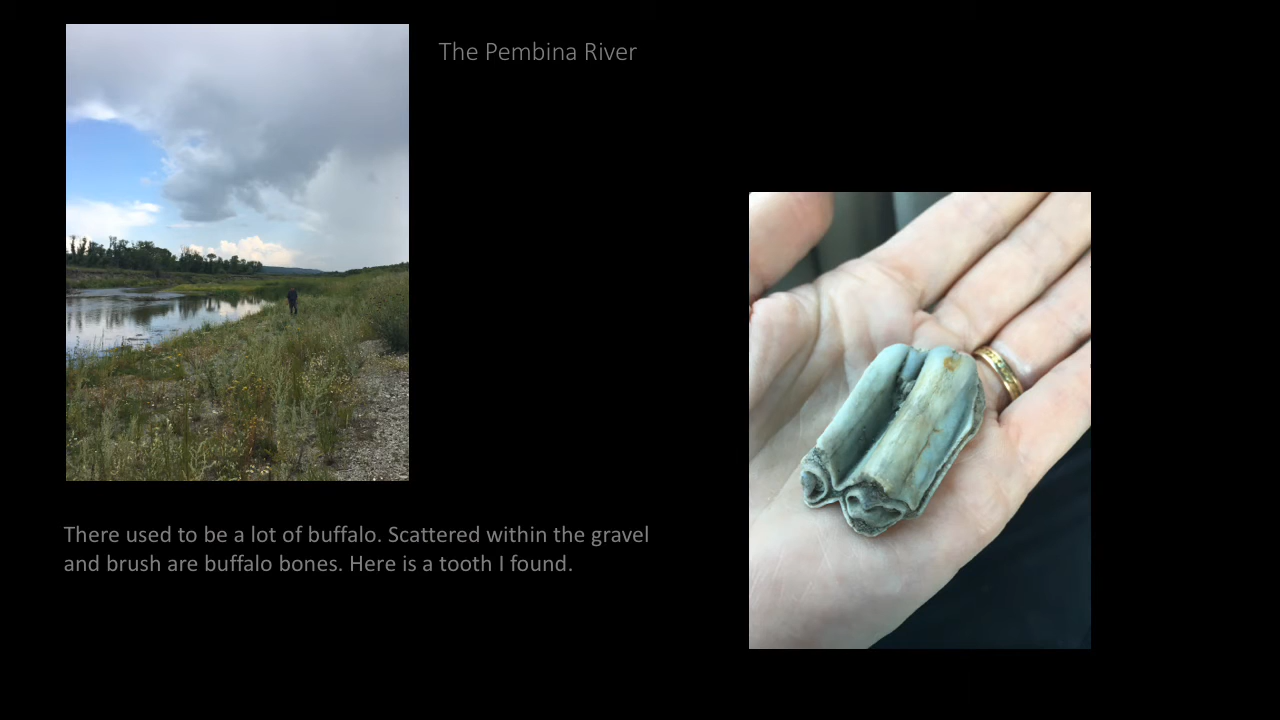 The Pembina River
There used to be a lot of buffalo. Scattered within the gravel
and brush are buffalo bones. Here is a tooth I found.